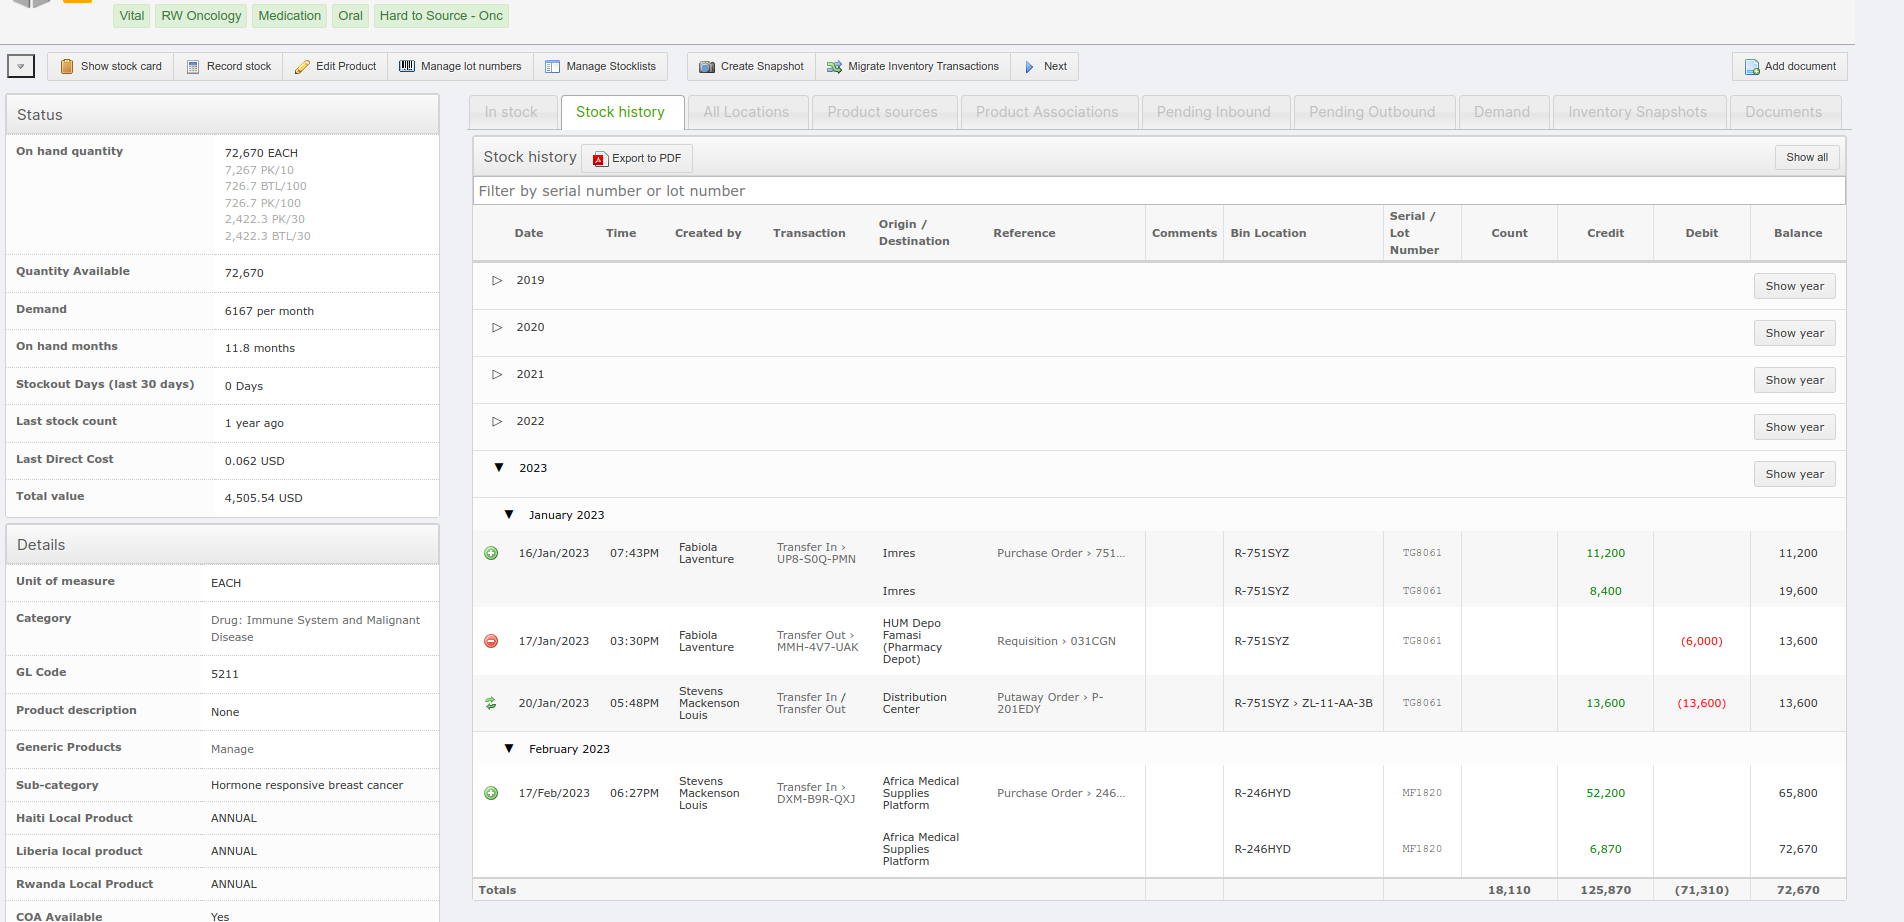 Vital RW Oncology Medication Oral Hard to Source - Onc
Show stock card Record stock Edit Product Manage lot numbers Manage Stocklists Create Snapshot Migrate Inventory Transactions Next Add document
Status
On hand quantity 72,670 EACH
7,267 PK/10
726.7 BTL/100
726.7 PK/100
2,422.3 PK/30
2,422.3 BTL/30
Quantity Available 72,670
Demand 6167 per month
On hand months 11.8 months
Stockout Days (last 30 days) 0 Days
Last stock count 1 year ago
Last Direct Cost 0.062 USD
Total value 4,505.54 USD
Details
Unit of measure EACH
Category Drug: Immune System and Malignant
Disease
GL Code 5211
Product description None
Generic Products Manage
Sub-category Hormone responsive breast cancer
Haiti Local Product ANNUAL
Liberia local product ANNUAL
Rwanda Local Product ANNUAL
COA Available Yes
In stock Stock history All Locations Product sources Product Associations Pending Inbound Pending Outbound Demand Inventory Snapshots Documents
Stock history Export to PDF Show all
Filter by serial number or lot number
Date Time Created by Transaction Origin / Destination Reference Comments Bin Location Serial / Lot Number Count Credit Debit Balance
2019 Show year
2020 Show year
2021 Show year
2022 Show year
2023 Show year
January 2023
16/Jan/2023 07:43PM Fabiola Laventure Transfer In › UP8-S0Q-PMN Imres Purchase Order › 751... R-751SYZ TG8061 11,200 11,200
Imres R-751SYZ TG8061 8,400 19,600
17/Jan/2023 03:30PM Fabiola Laventure Transfer Out › MMH-4V7-UAK HUM Depo Famasi (Pharmacy Depot) Requisition › 031CGN R-751SYZ TG8061 (6,000) 13,600
20/Jan/2023 05:48PM Stevens Mackenson Louis Transfer In / Transfer Out Distribution Center Putaway Order › P-201EDY R-751SYZ › ZL-11-AA-3B TG8061 13,600 (13,600) 13,600
February 2023
17/Feb/2023 06:27PM Stevens Mackenson Louis Transfer In › DXM-B9R-QXJ Africa Medical Supplies Platform Purchase Order › 246... R-246HYD MF1820 52,200 65,800
Africa Medical Supplies Platform R-246HYD MF1820 6,870 72,670
Totals 18,110 125,870 (71,310) 72,670